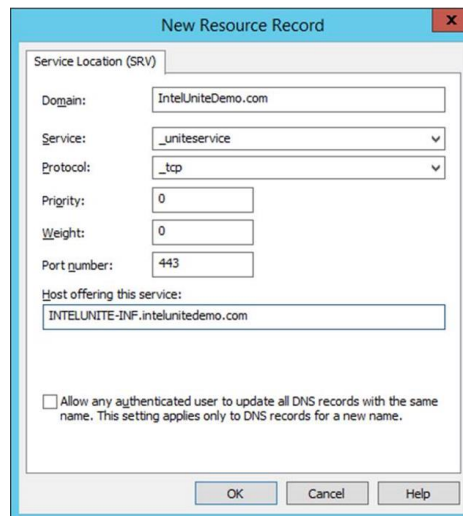 New Resource Record
x
Service Location (SRV)
Domain:
IntelUniteDemo.com
Service:
_uniteservice
Protocol:
_tcp
Priority:
0
Weight:
0
Port number:
443
Host offering this service:
INTELUNITE-INF.intelunitedemo.com
Allow any authenticated user to update all DNS records with the same
name. This setting applies only to DNS records for a new name.
OK
Cancel
Help